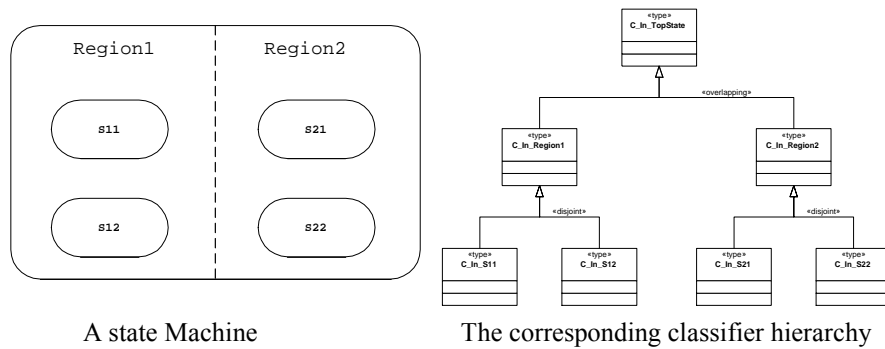 Region1
Region2
S11
S21
S12
S22
«type»
C_In_TopState
«overlapping»
«type»
C_In_Region1
«type»
C_In_Region2
«disjoint»
«disjoint»
«type»
C_In_S11
«type»
C_In_S12
«type»
C_In_S21
«type»
C_In_S22
A state Machine
The corresponding classifier hierarchy